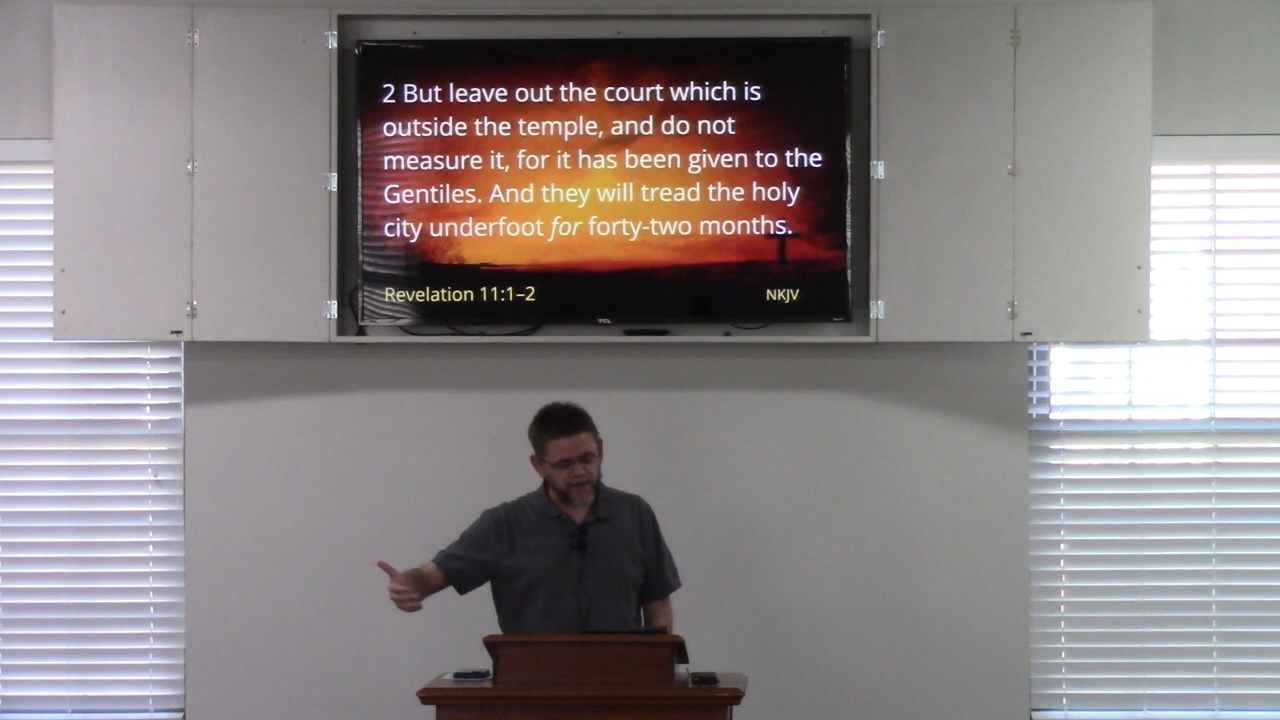 2 But leave out the court which is
outside the temple, and do not
measure it, for it has been given to the
Gentiles. And they will tread the holy
city underfoot for forty-two months.
Revelation 11:1–2
NKJV
TCL